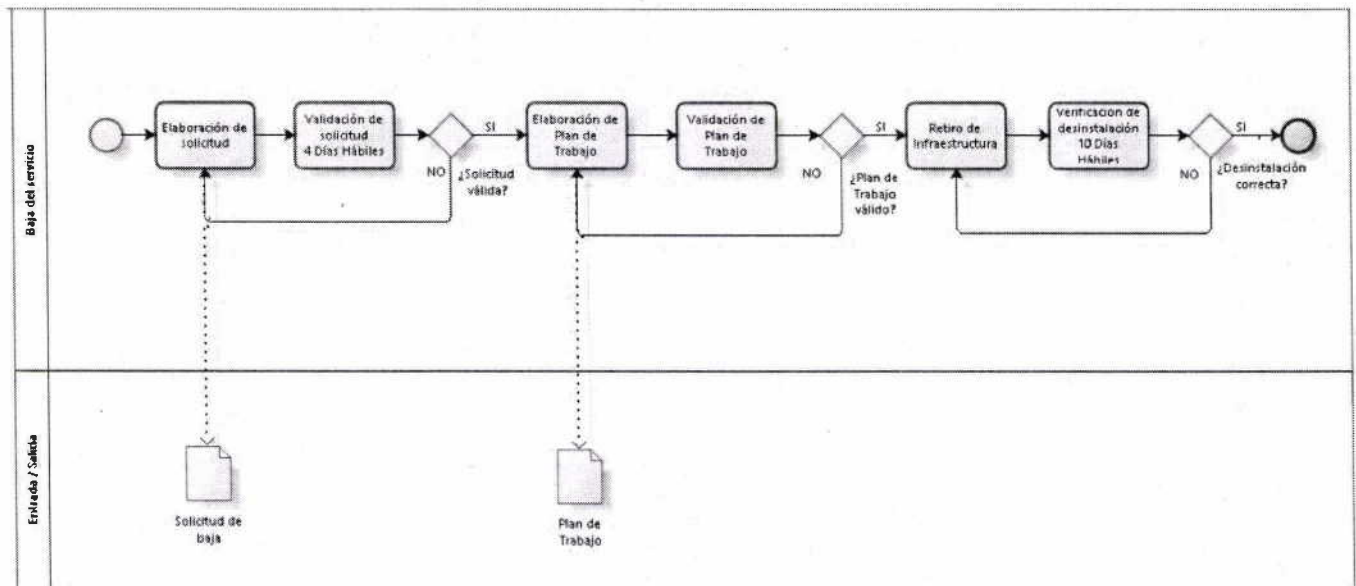 Baja del servicio
Elaboración de
solicitud
Validación de
solicitud
4 Días Hábiles
SI
NO
¿Solicitud
válida?
Elaboración de
Plan de
Trabajo
Validación de
Plan de
Trabajo
SI
NO
¿Plan de
Trabajo
válido?
Retiro de
Infraestructura
Verificación de
desinstalación
10 Días
Hábiles
SI
NO
¿Desinstalación
correcta?
Entrada / Salida
Solicitud de
baja
Plan de
Trabajo